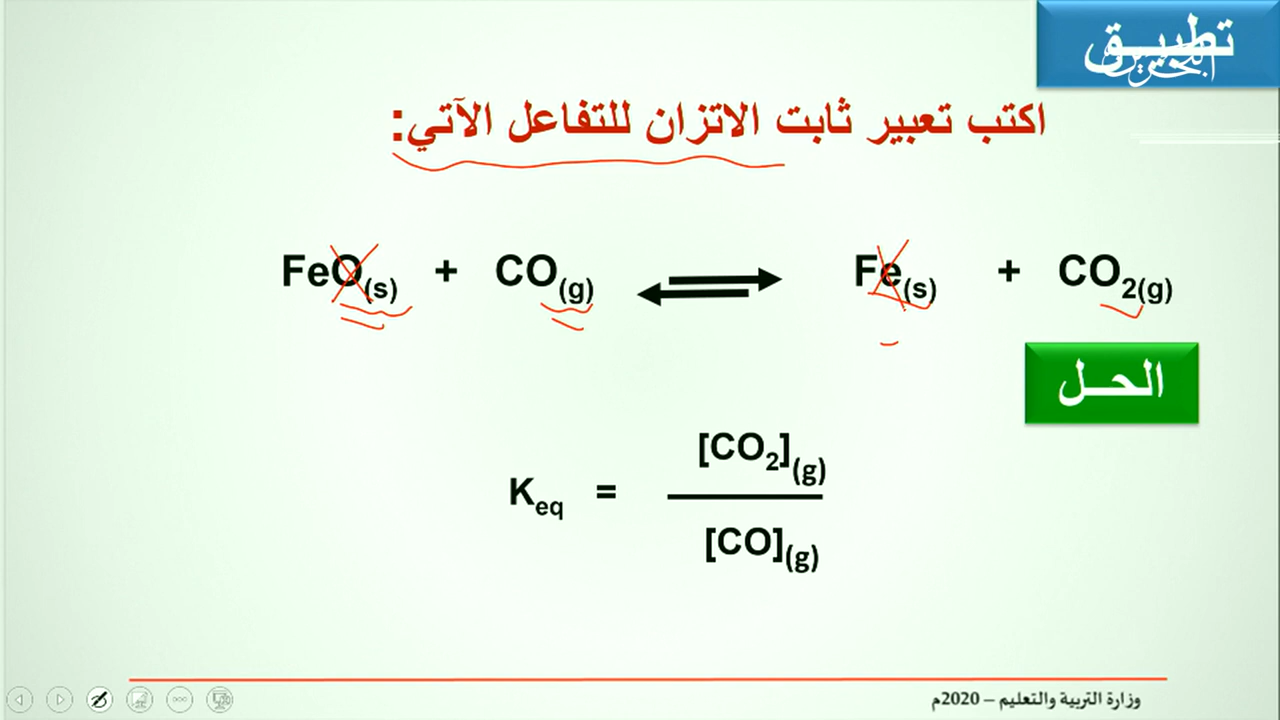 تطبيق
اكتب تعبير ثابت الاتزان للتفاعل الآتي:
FeO(s) + CO(g) ⇌ Fe(s) + CO2(g)
الحل
Keq = [CO2](g)
[CO](g)
وزارة التربية والتعليم – 2020م